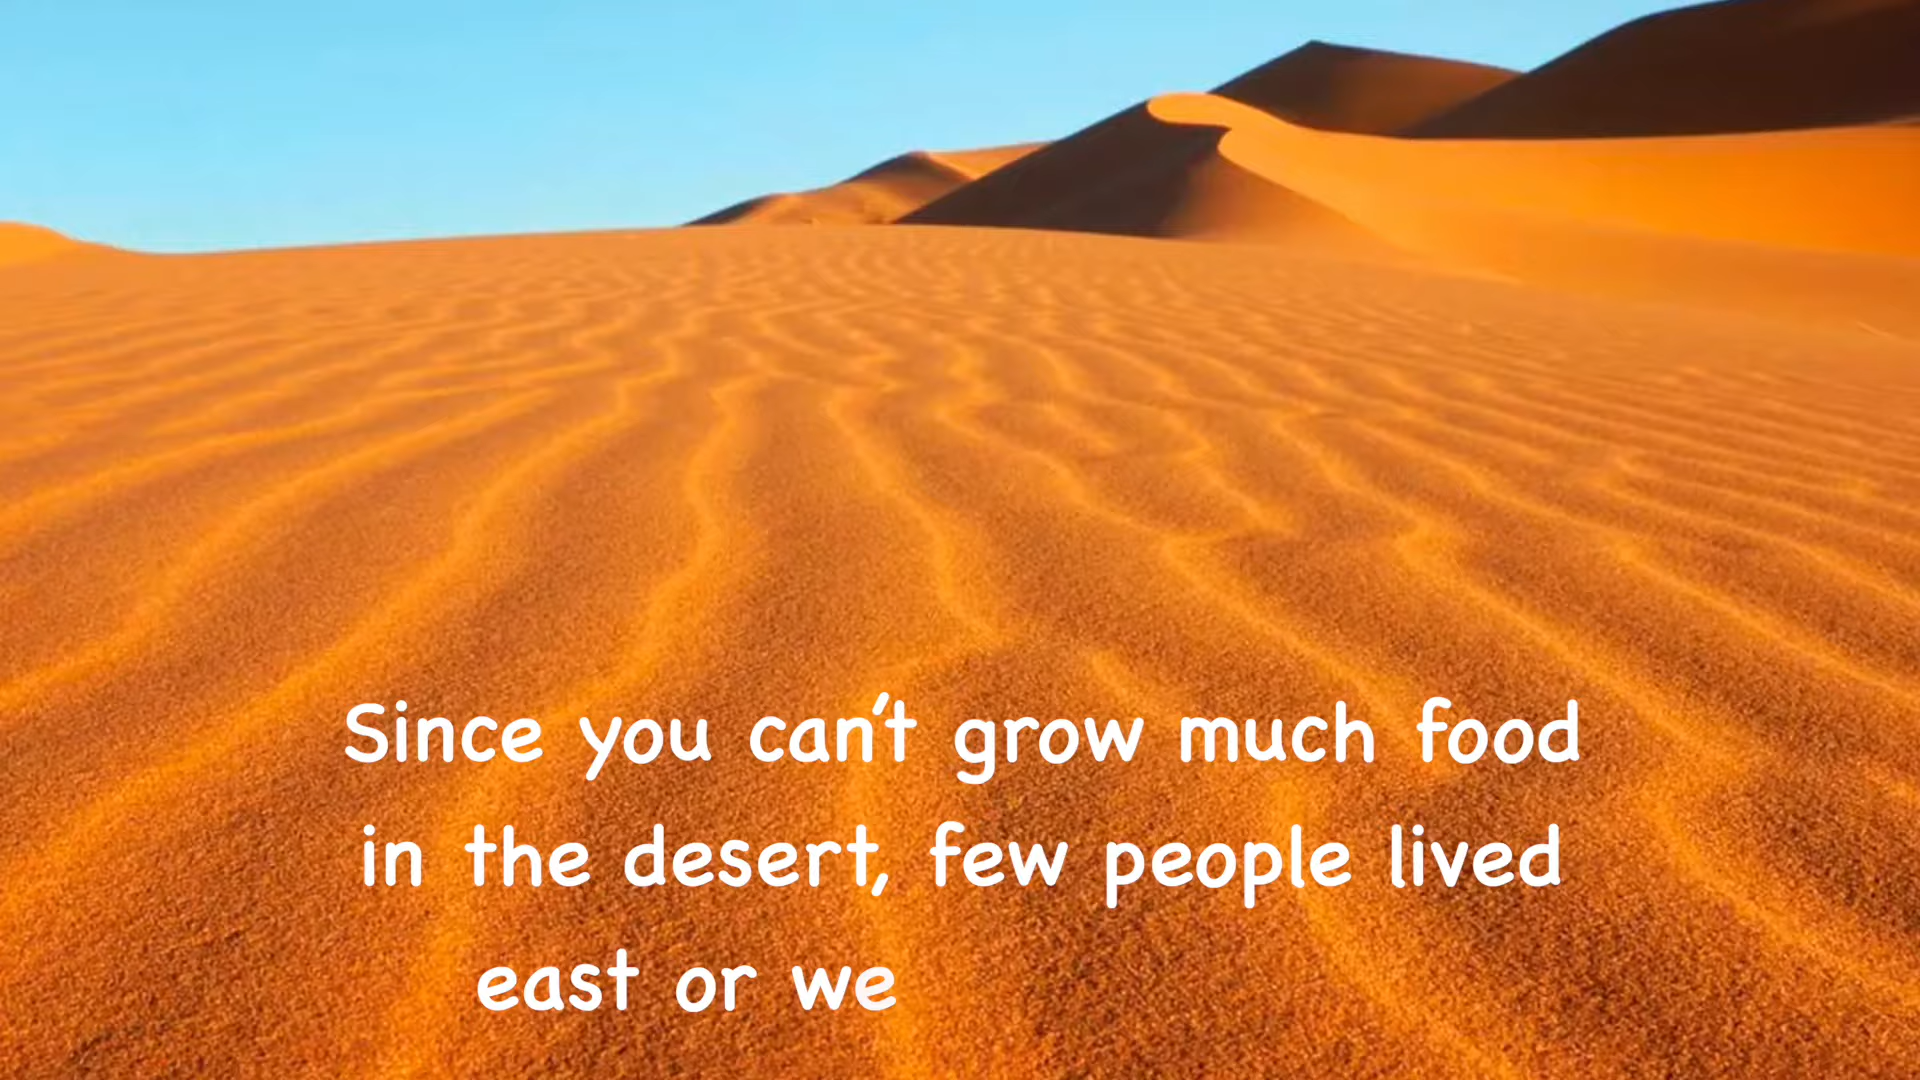 Since you can't grow much food
in the desert, few people lived
east or we